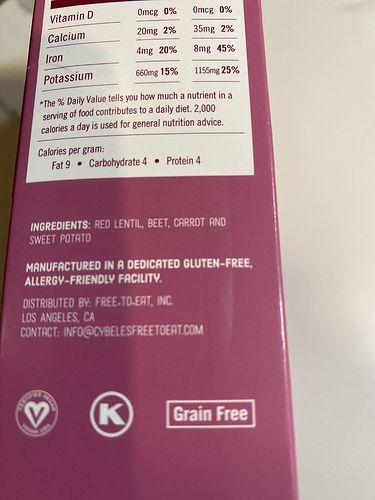 Vitamin D 0mcg 0% 0mcg 0%
Calcium 20mg 2% 35mg 2%
Iron 4mg 20% 8mg 45%
Potassium 660mg 15% 1155mg 25%
*The % Daily Value tells you how much a nutrient in a
serving of food contributes to a daily diet. 2,000
calories a day is used for general nutrition advice.
Calories per gram:
Fat 9 • Carbohydrate 4 • Protein 4
INGREDIENTS: RED LENTIL, BEET, CARROT AND
SWEET POTATO
MANUFACTURED IN A DEDICATED GLUTEN-FREE,
ALLERGY-FRIENDLY FACILITY.
DISTRIBUTED BY: FREE-TO-EAT, INC.
LOS ANGELES, CA
CONTACT: INFO@CYBELESFREETOEAT.COM
CERTIFIED VEGAN
VEGAN.ORG
K
Grain Free